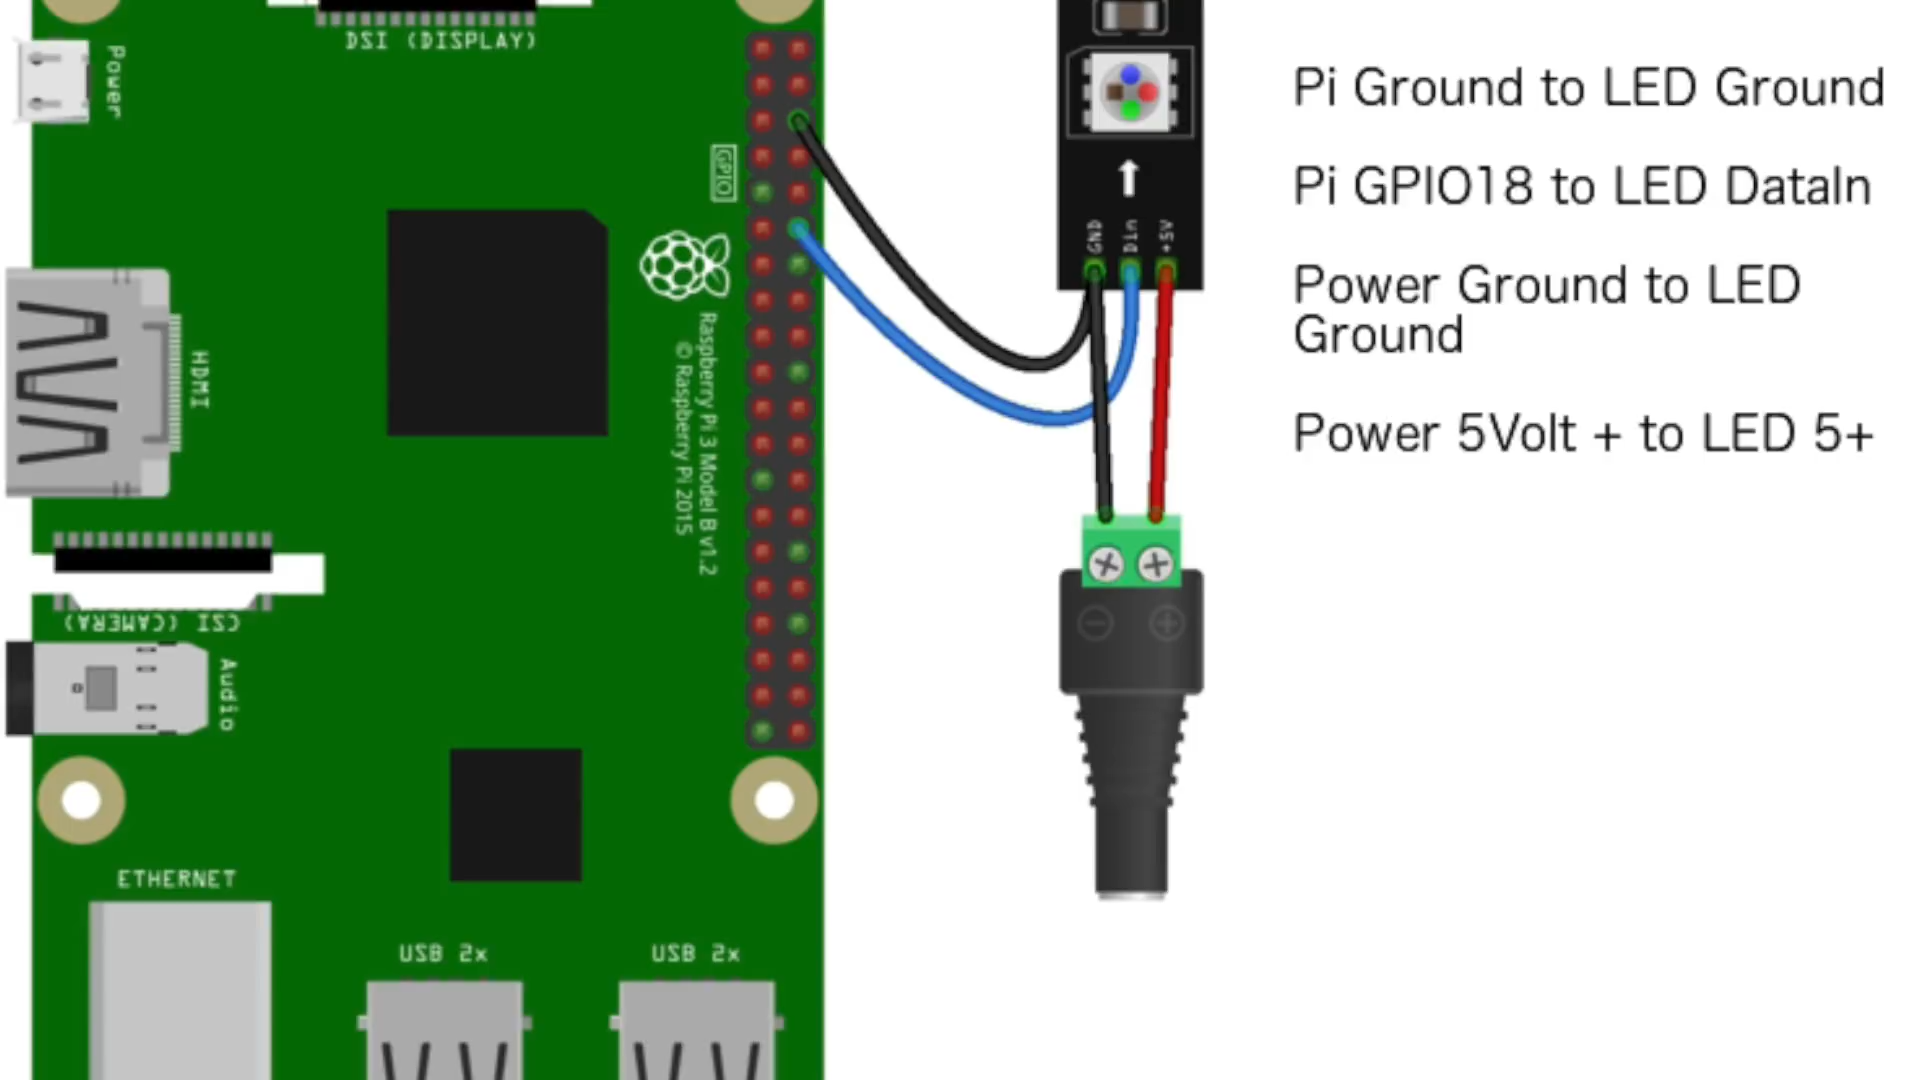 DSI (DISPLAY)
Power
GPIO
Raspberry Pi 3 Model B v1.2
© Raspberry Pi 2015
HDMI
CSI (CAMERA)
Audio
ETHERNET
USB 2x
USB 2x
GND
DIN
+5V
Pi Ground to LED Ground
Pi GPIO18 to LED DataIn
Power Ground to LED
Ground
Power 5Volt + to LED 5+